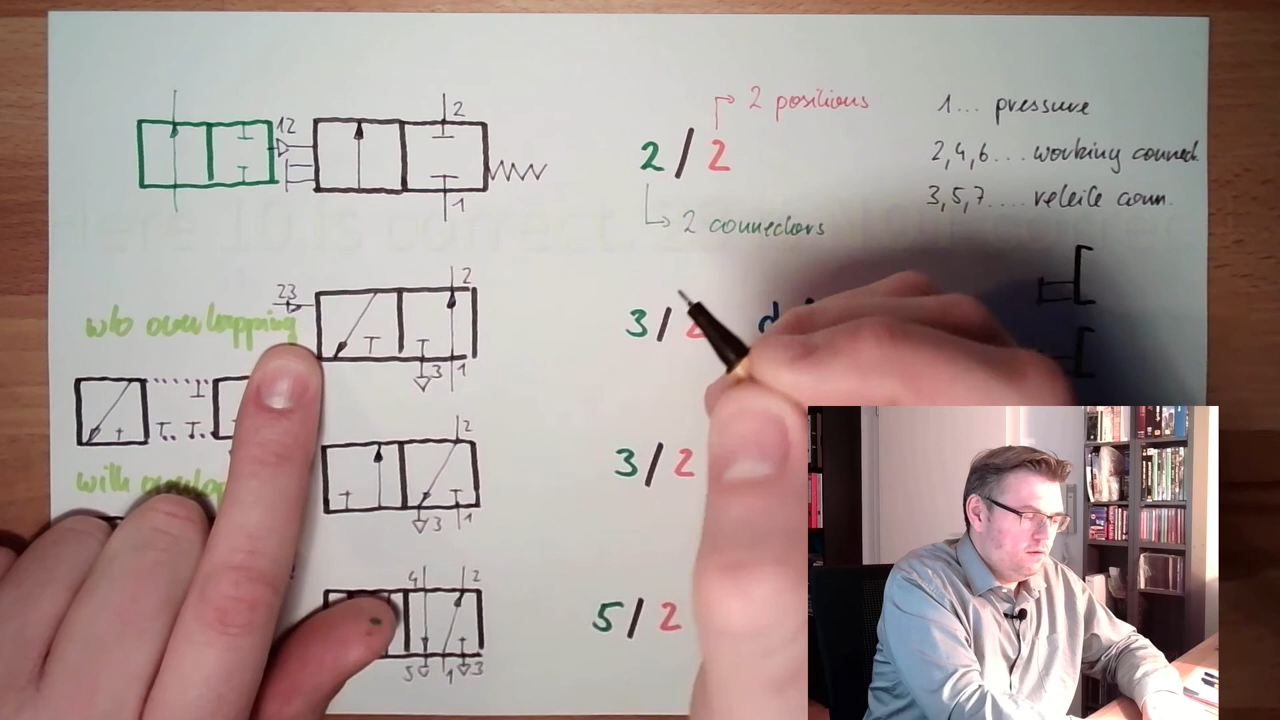 2 positions
1... pressure
12
2
2 / 2
2,4,6... working connect.
1
3,5,7.... releile conn.
2 connectors
23
2
w/o overlapping
3 / 2
3
1
2
3 / 2
with
3
1
4
2
5 / 2
5
1
3